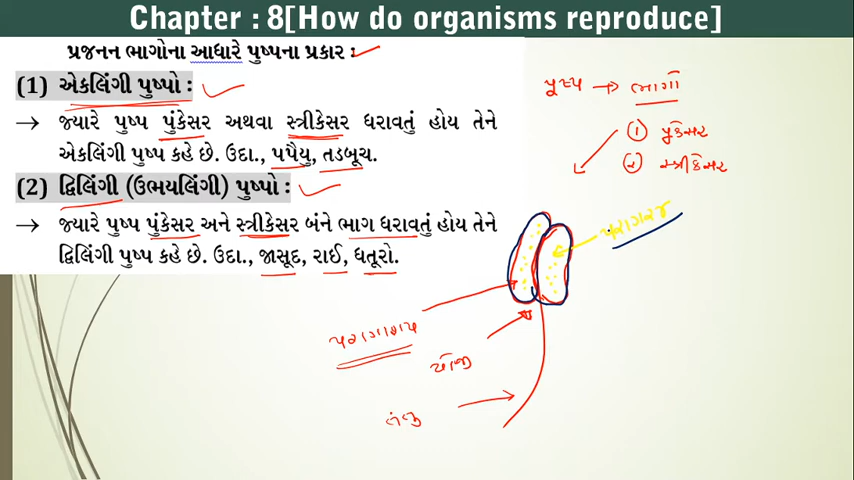 Chapter : 8[How do organisms reproduce]
પ્રજનન ભાગોના આધારે પુષ્પના પ્રકાર :
(1) એકલિંગી પુષ્પો :
→ જ્યારે પુષ્પ પુંકેસર અથવા સ્ત્રીકેસર ધરાવતું હોય તેને
એકલિંગી પુષ્પ કહે છે. ઉદા., પપૈયુ, તડબૂચ.
(2) દ્વિલિંગી (ઉભયલિંગી) પુષ્પો :
→ જ્યારે પુષ્પ પુંકેસર અને સ્ત્રીકેસર બંને ભાગ ધરાવતું હોય તેને
દ્વિલિંગી પુષ્પ કહે છે. ઉદા., જાસૂદ, રાઈ, ધતૂરો.
પૂષ્પ → ભાગો
① પુંકેસર
② સ્ત્રીકેસર
પરાગરજ
પરાગાશય
યોજી
તંતુ